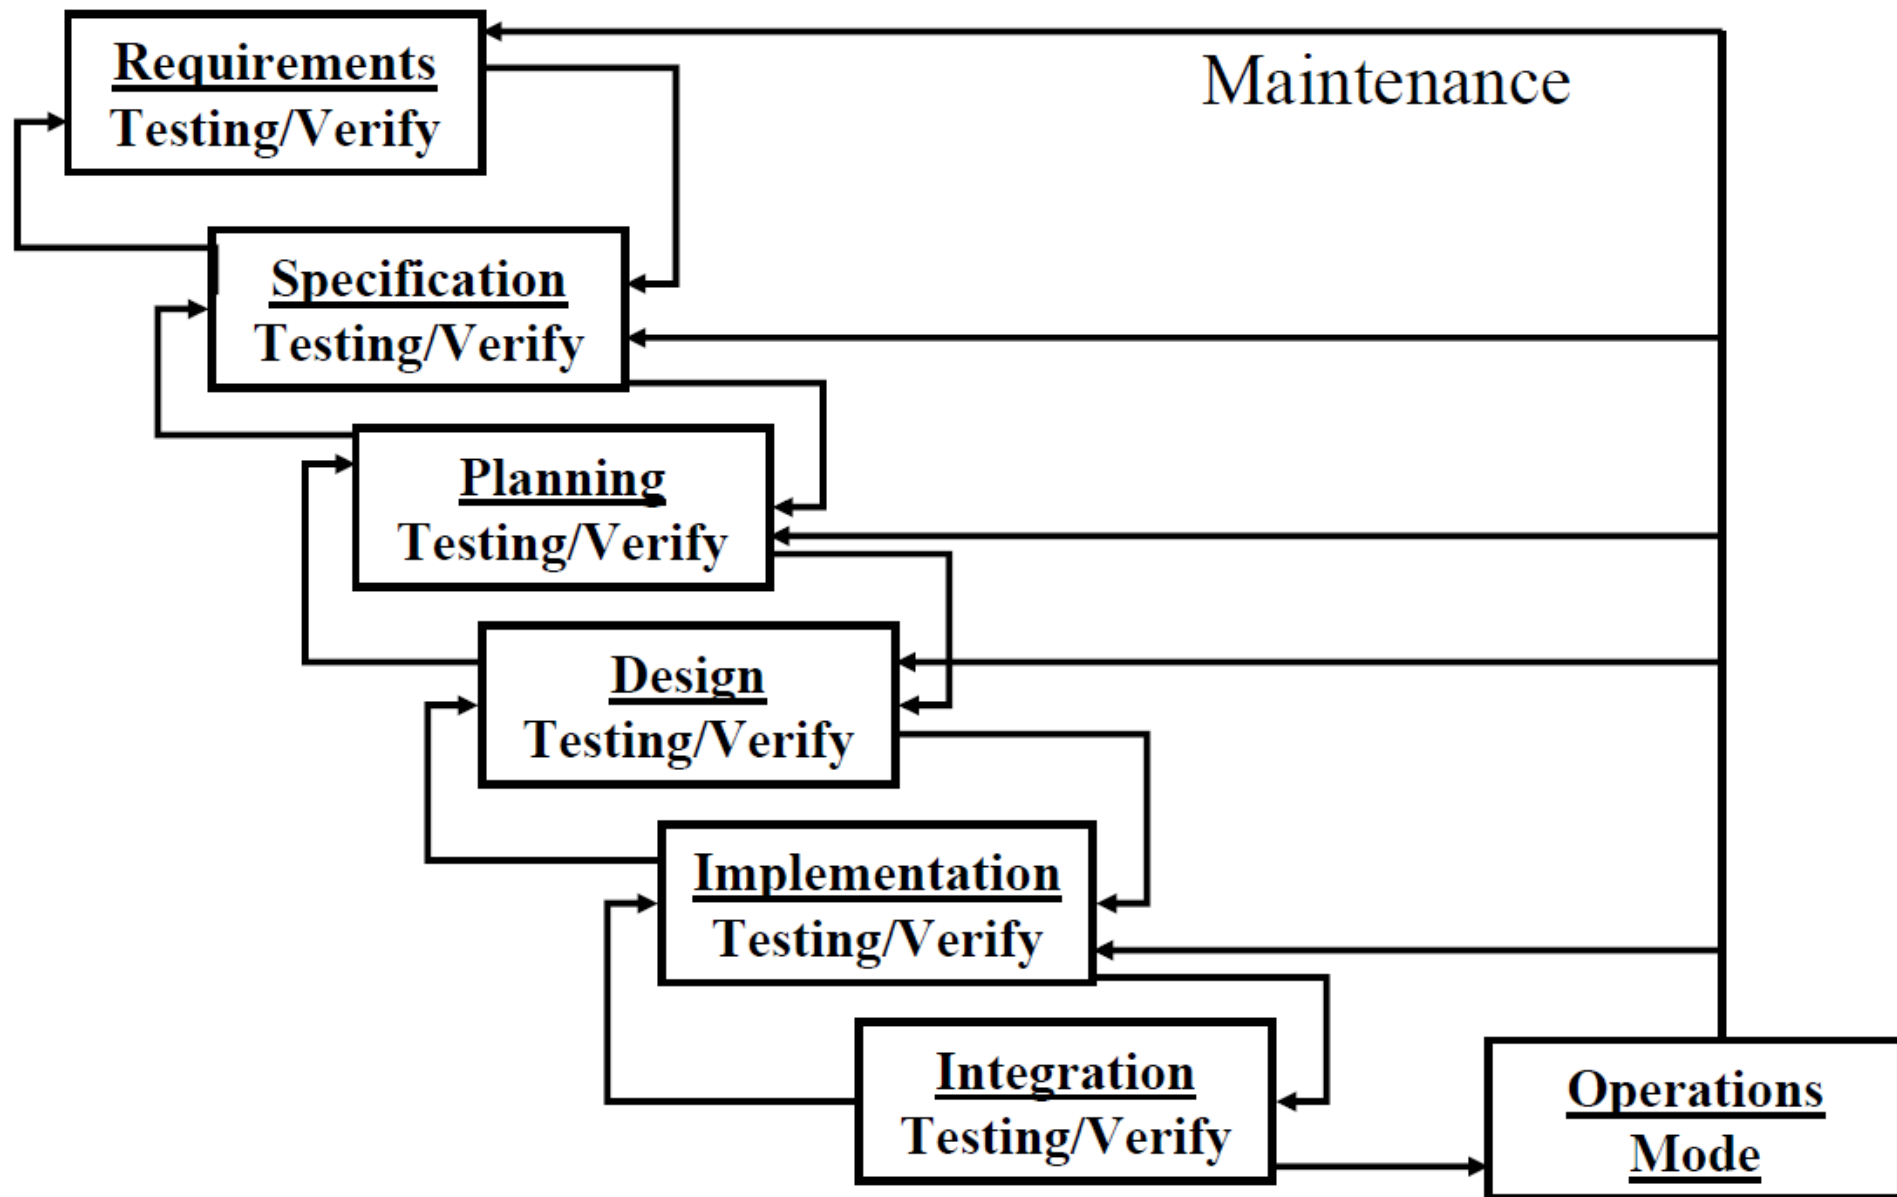 Requirements
Testing/Verify
Maintenance
Specification
Testing/Verify
Planning
Testing/Verify
Design
Testing/Verify
Implementation
Testing/Verify
Integration
Testing/Verify
Operations
Mode